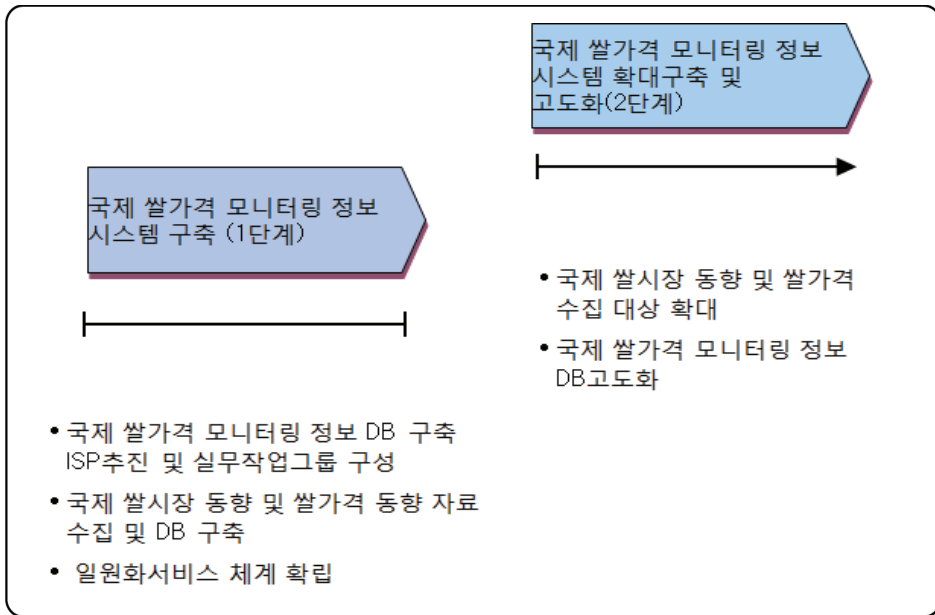 국제 쌀가격 모니터링 정보
시스템 확대구축 및
고도화(2단계)
국제 쌀가격 모니터링 정보
시스템 구축 (1단계)
• 국제 쌀시장 동향 및 쌀가격
수집 대상 확대
• 국제 쌀가격 모니터링 정보
DB고도화
• 국제 쌀가격 모니터링 정보 DB 구축
ISP추진 및 실무작업그룹 구성
• 국제 쌀시장 동향 및 쌀가격 동향 자료
수집 및 DB 구축
• 일원화서비스 체계 확립